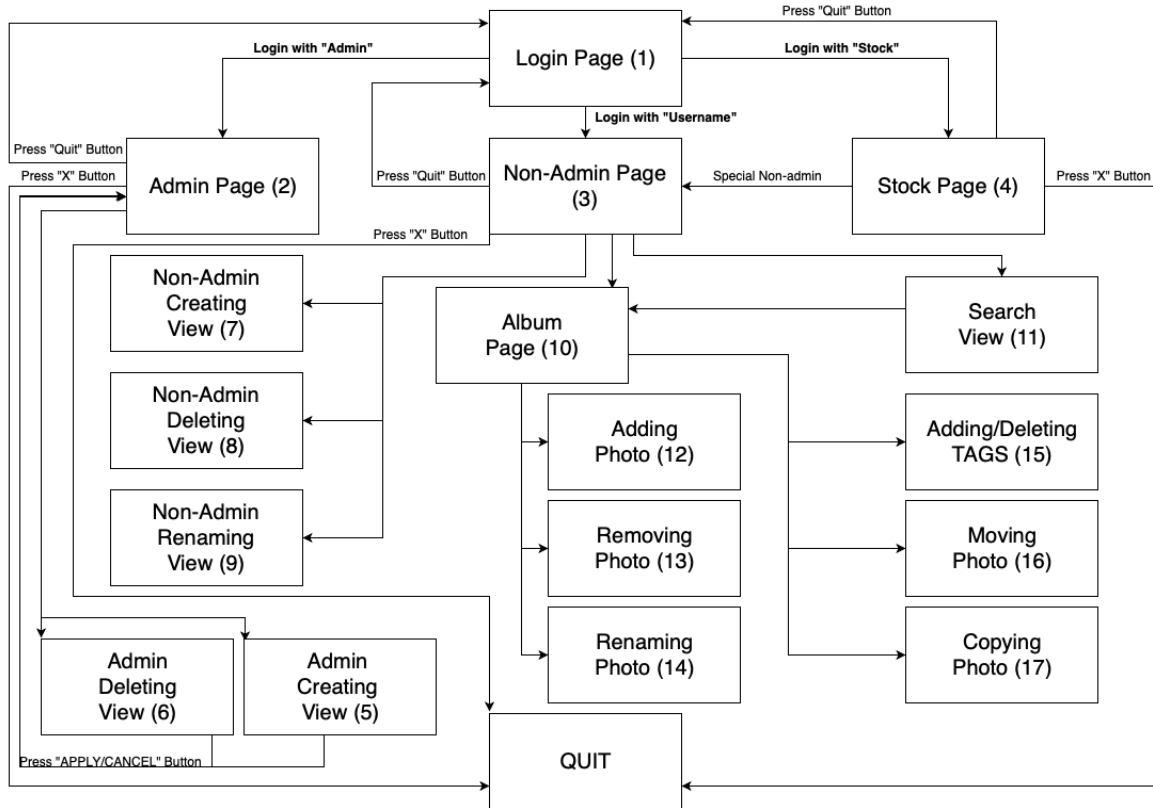 Press "Quit" Button
Login Page (1)
Login with "Admin"
Login with "Stock"
Login with "Username"
Press "Quit" Button
Press "X" Button
Admin Page (2)
Press "Quit" Button
Non-Admin Page
(3)
Special Non-admin
Stock Page (4)
Press "X" Button
Press "X" Button
Non-Admin
Creating
View (7)
Album
Page (10)
Search
View (11)
Non-Admin
Deleting
View (8)
Adding
Photo (12)
Adding/Deleting
TAGS (15)
Non-Admin
Renaming
View (9)
Removing
Photo (13)
Moving
Photo (16)
Admin
Deleting
View (6)
Admin
Creating
View (5)
Renaming
Photo (14)
Copying
Photo (17)
Press "APPLY/CANCEL" Button
QUIT